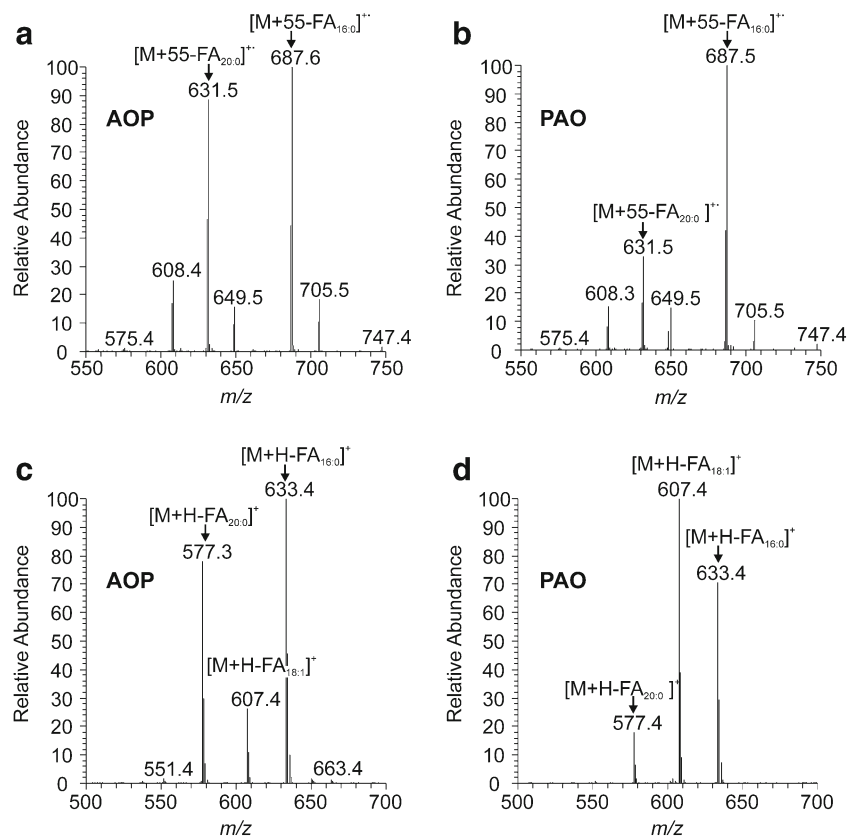 a
[M+55-FA16:0]+·
[M+55-FA20:0]+·
687.6
631.5
AOP
608.4
649.5
705.5
575.4
747.4
100
90
80
70
60
50
40
30
20
10
0
Relative Abundance
550 600 650 700 750
m/z
b
[M+55-FA16:0]+·
687.5
PAO
[M+55-FA20:0 ]+·
631.5
608.3
649.5
705.5
575.4
747.4
100
90
80
70
60
50
40
30
20
10
0
Relative Abundance
550 600 650 700 750
m/z
c
[M+H-FA16:0]+
633.4
[M+H-FA20:0]+
577.3
AOP
[M+H-FA18:1]+
607.4
551.4
663.4
100
90
80
70
60
50
40
30
20
10
0
Relative Abundance
500 550 600 650 700
m/z
d
[M+H-FA18:1]+
607.4
[M+H-FA16:0]+
633.4
PAO
[M+H-FA20:0 ]+
577.4
100
90
80
70
60
50
40
30
20
10
0
Relative Abundance
500 550 600 650 700
m/z